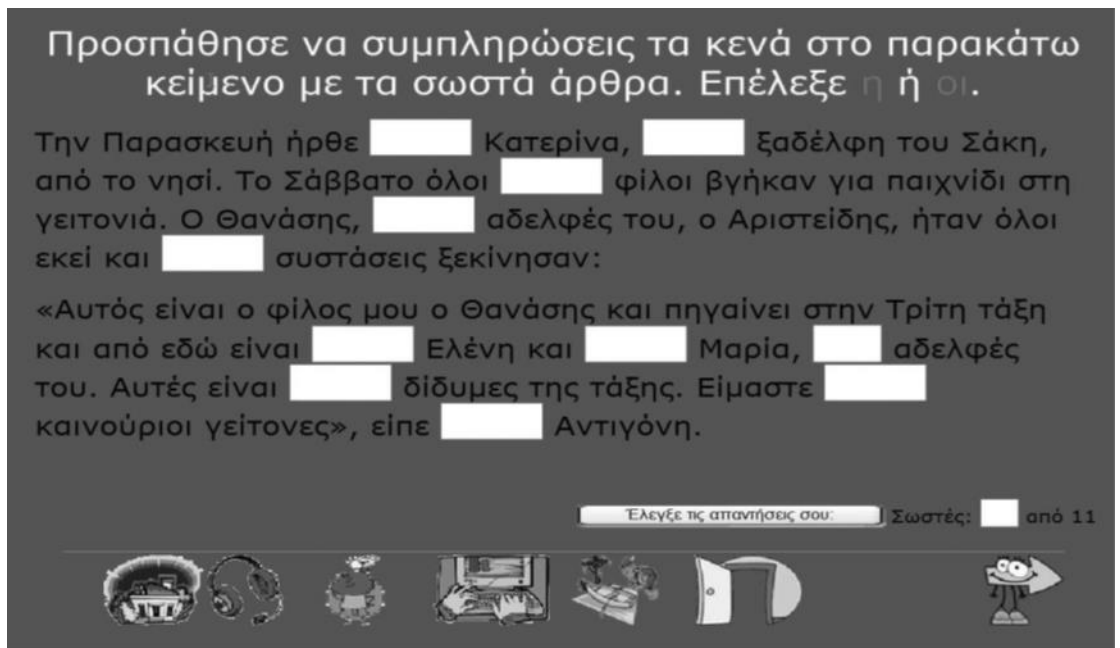 Προσπάθησε να συμπληρώσεις τα κενά στο παρακάτω
κείμενο με τα σωστά άρθρα. Επέλεξε η ή οι.
Την Παρασκευή ήρθε Κατερίνα, ξαδέλφη του Σάκη,
από το νησί. Το Σάββατο όλοι φίλοι βγήκαν για παιχνίδι στη
γειτονιά. Ο Θανάσης, αδελφές του, ο Αριστείδης, ήταν όλοι
εκεί και συστάσεις ξεκίνησαν:
«Αυτός είναι ο φίλος μου ο Θανάσης και πηγαίνει στην Τρίτη τάξη
και από εδώ είναι Ελένη και Μαρία, αδελφές
του. Αυτές είναι δίδυμες της τάξης. Είμαστε
καινούριοι γείτονες», είπε Αντιγόνη.
Έλεγξε τις απαντήσεις σου: Σωστές: από 11